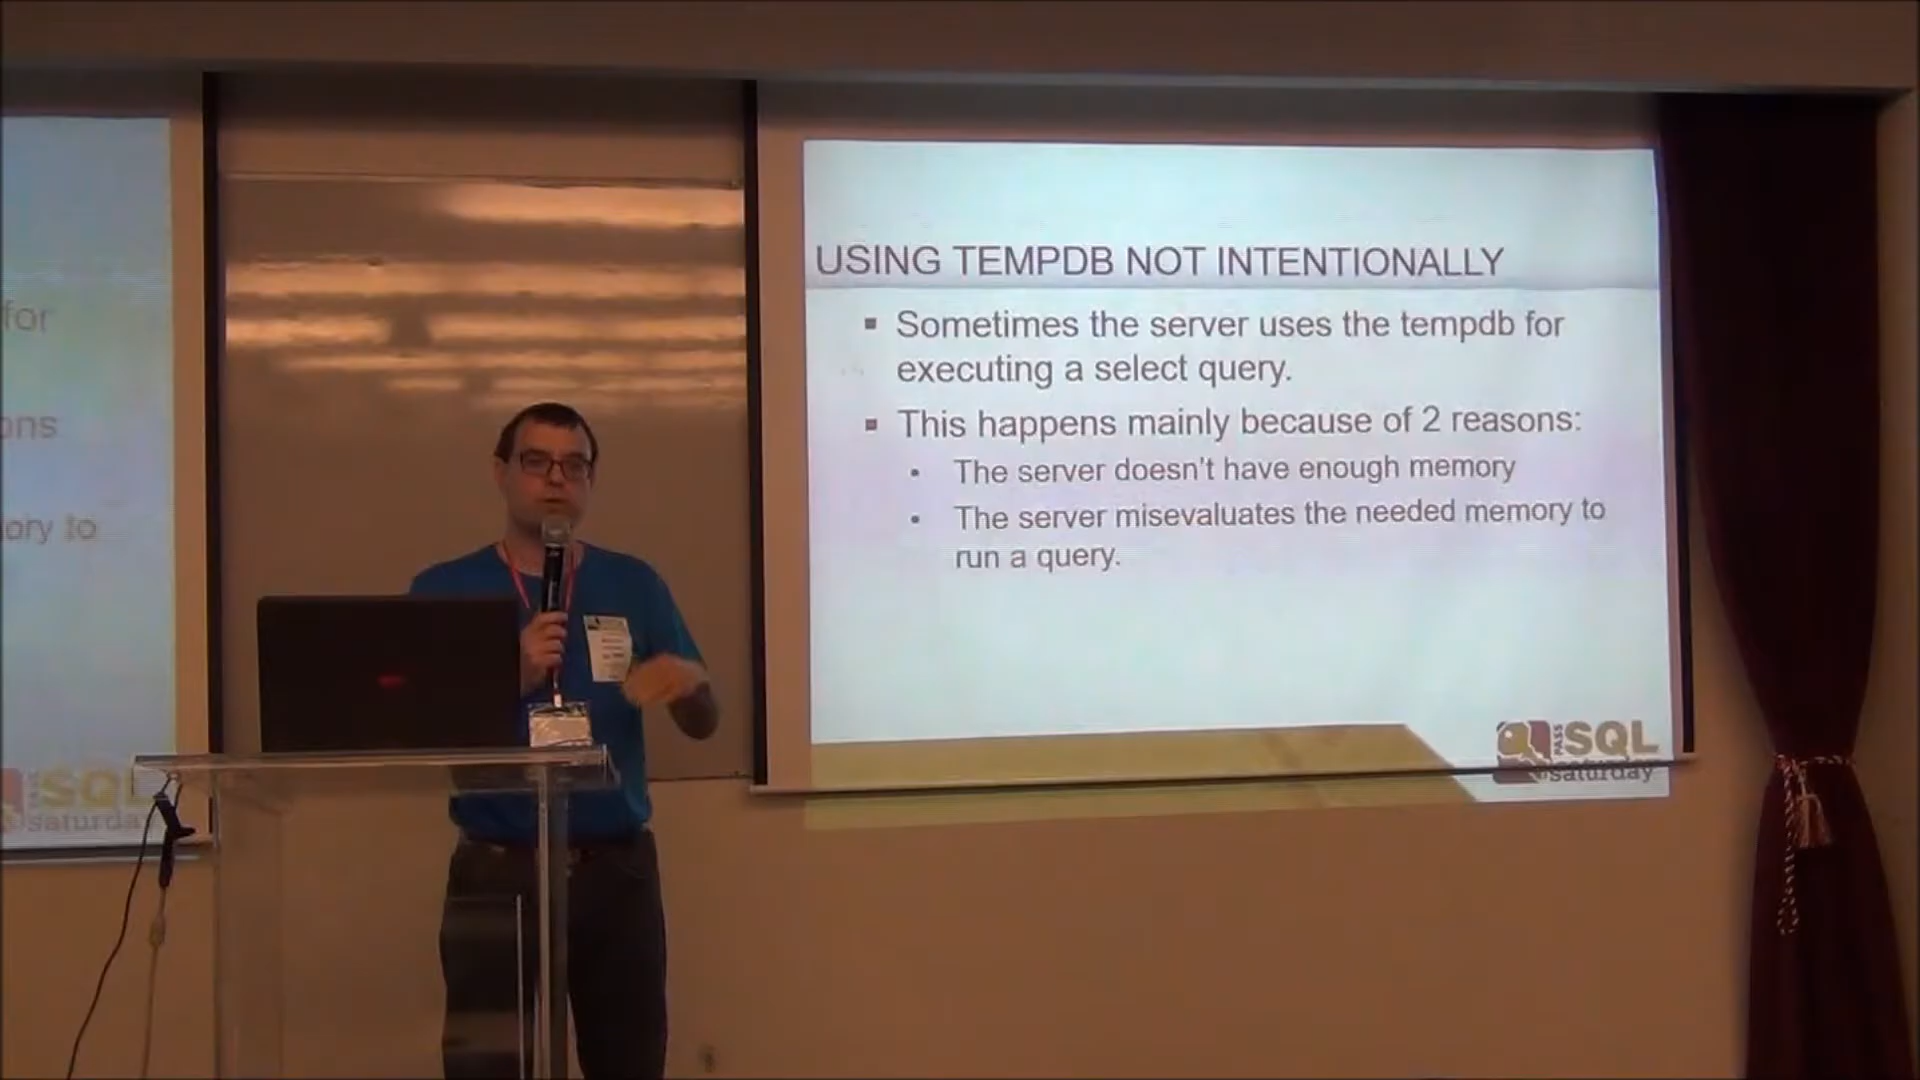 for
ons
ory to
SQL
saturday
USING TEMPDB NOT INTENTIONALLY
▪ Sometimes the server uses the tempdb for
executing a select query.
▪ This happens mainly because of 2 reasons:
• The server doesn't have enough memory
• The server misevaluates the needed memory to
run a query.
PASS
SQL
saturday